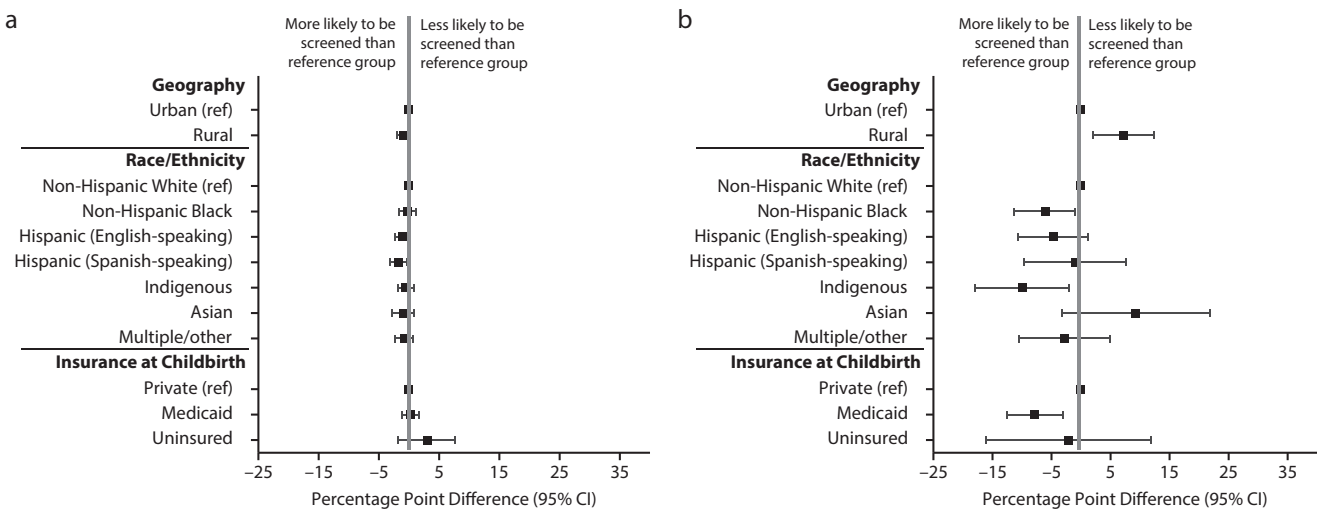 a
More likely to be
screened than
reference group
Less likely to be
screened than
reference group
Geography
Urban (ref)
Rural
Race/Ethnicity
Non-Hispanic White (ref)
Non-Hispanic Black
Hispanic (English-speaking)
Hispanic (Spanish-speaking)
Indigenous
Asian
Multiple/other
Insurance at Childbirth
Private (ref)
Medicaid
Uninsured
–25 –15 –5 5 15 25 35
Percentage Point Difference (95% CI)
b
More likely to be
screened than
reference group
Less likely to be
screened than
reference group
Geography
Urban (ref)
Rural
Race/Ethnicity
Non-Hispanic White (ref)
Non-Hispanic Black
Hispanic (English-speaking)
Hispanic (Spanish-speaking)
Indigenous
Asian
Multiple/other
Insurance at Childbirth
Private (ref)
Medicaid
Uninsured
–25 –15 –5 5 15 25 35
Percentage Point Difference (95% CI)